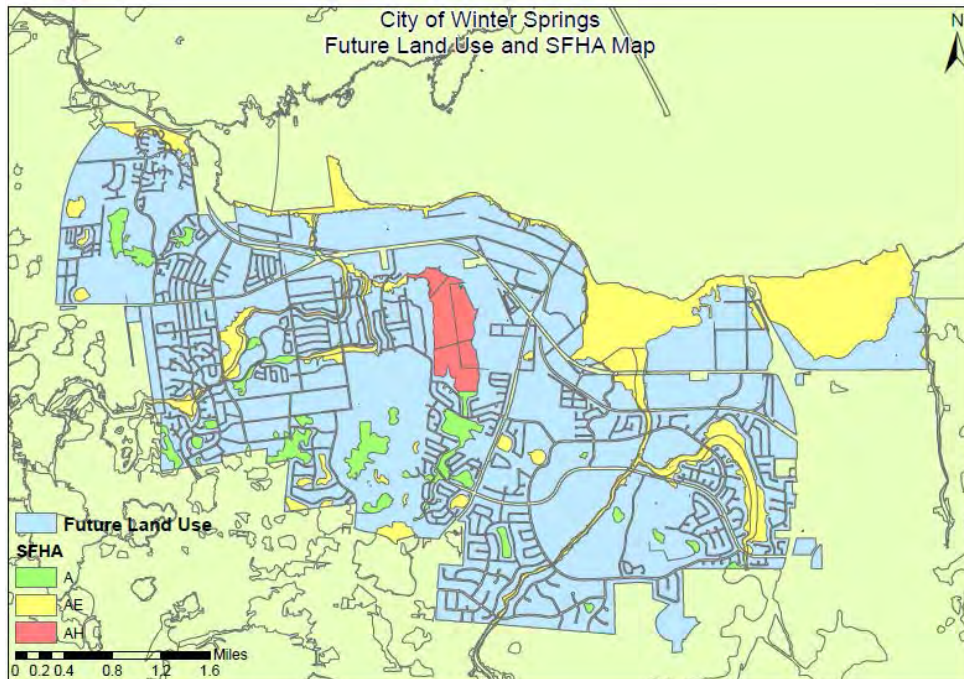 City of Winter Springs
Future Land Use and SFHA Map
N
Future Land Use
SFHA
A
AE
AH
Miles
0 0.2 0.4 0.8 1.2 1.6